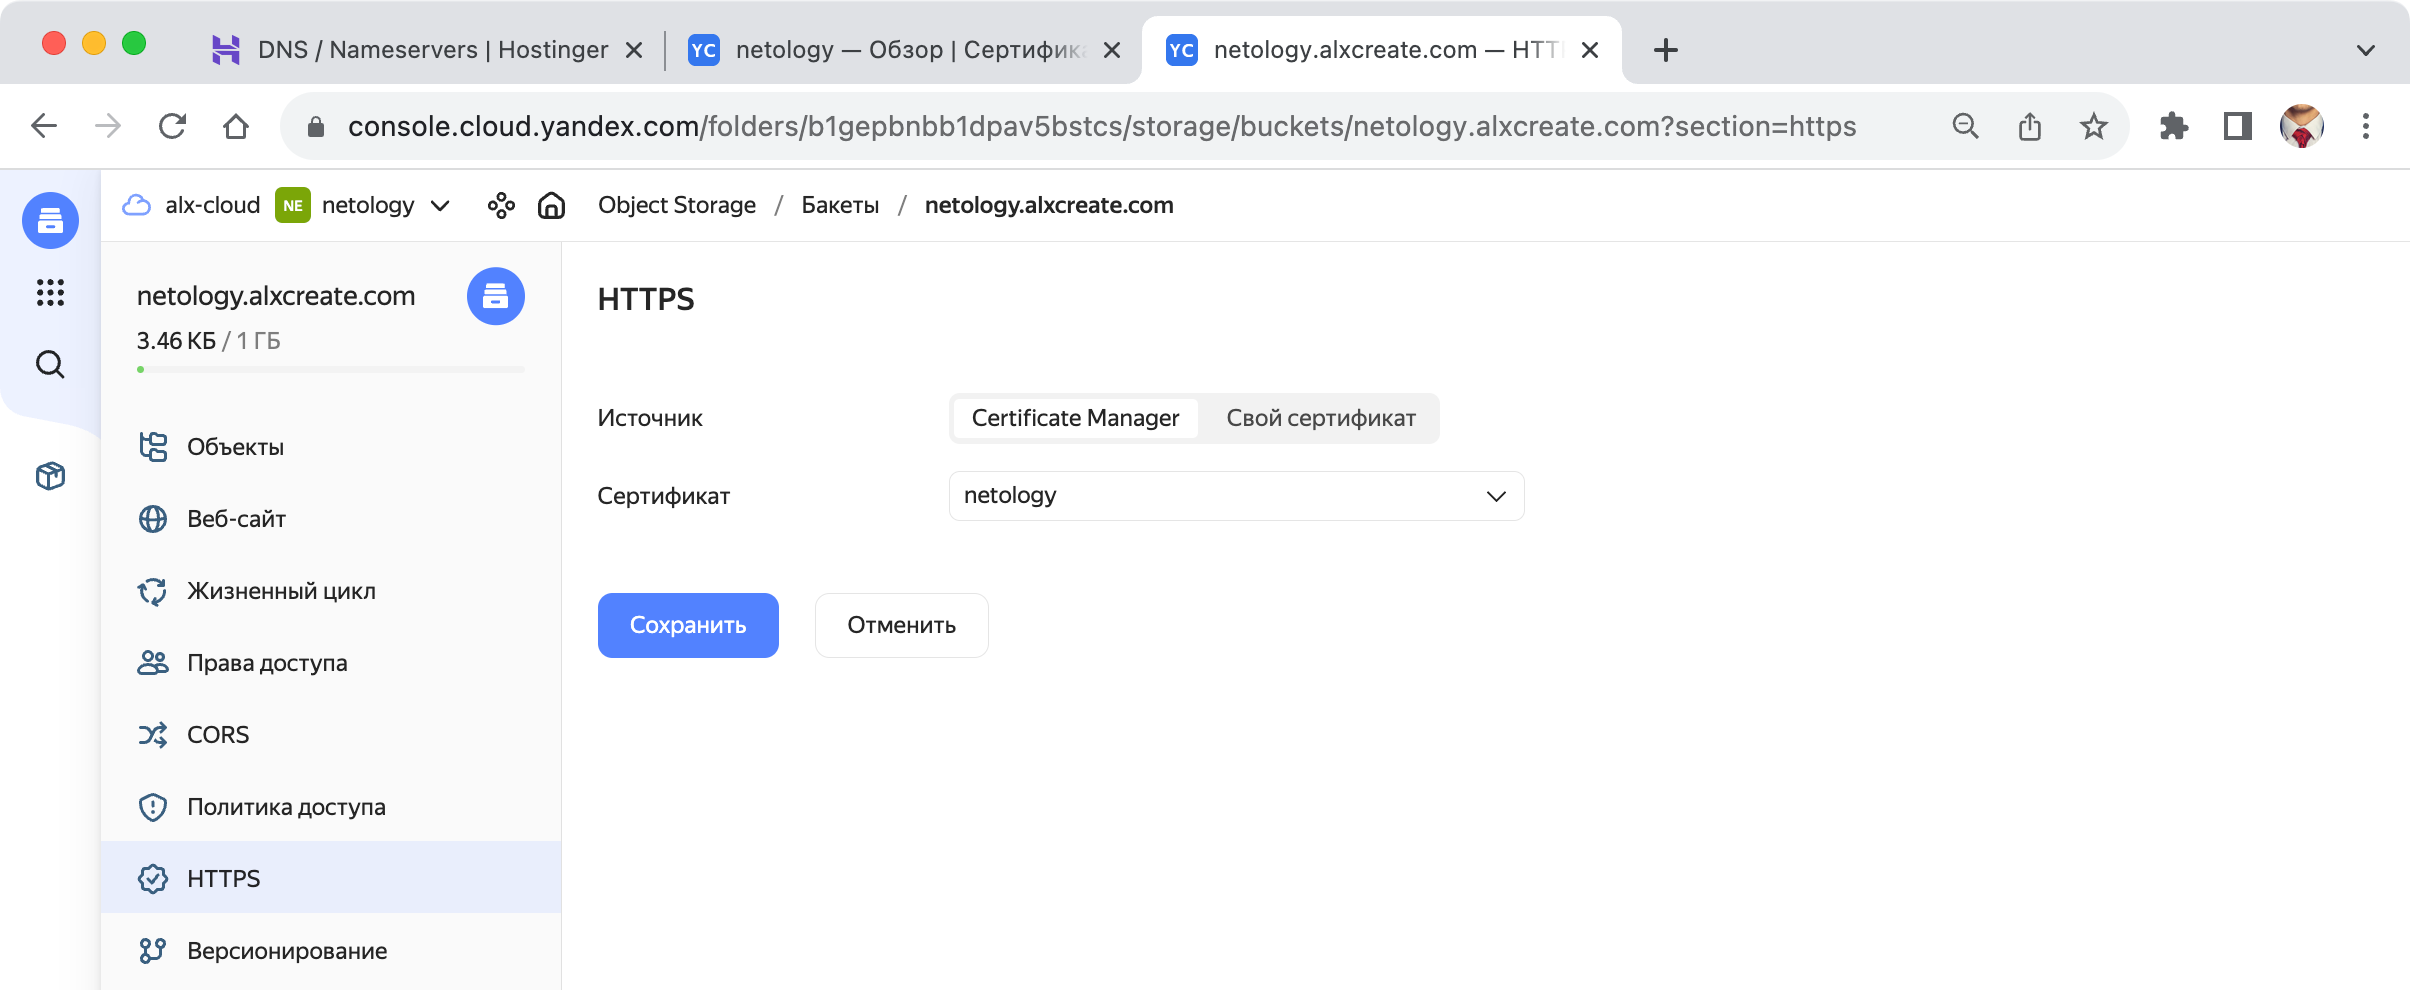 DNS / Nameservers | Hostinger
YC netology — Обзор | Сертифик
YC netology.alxcreate.com — HTT
console.cloud.yandex.com/folders/b1gepbnbb1dpav5bstcs/storage/buckets/netology.alxcreate.com?section=https
alx-cloud NE netology Object Storage / Бакеты / netology.alxcreate.com
netology.alxcreate.com
3.46 КБ / 1 ГБ
Объекты
Веб-сайт
Жизненный цикл
Права доступа
CORS
Политика доступа
HTTPS
Версионирование
HTTPS
Источник Certificate Manager Свой сертификат
Сертификат netology
Сохранить Отменить